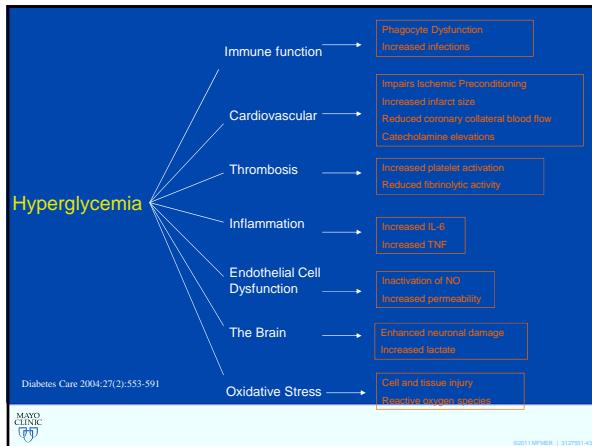 Immune function
Phagocyte Dysfunction
Increased infections
Cardiovascular
Impairs Ischemic Preconditioning
Increased infarct size
Reduced coronary collateral blood flow
Catecholamine elevations
Thrombosis
Increased platelet activation
Reduced fibrinolytic activity
Hyperglycemia
Inflammation
Increased IL-6
Increased TNF
Endothelial Cell
Dysfunction
Inactivation of NO
Increased permeability
The Brain
Enhanced neuronal damage
Increased lactate
Oxidative Stress
Cell and tissue injury
Reactive oxygen species
Diabetes Care 2004:27(2):553-591
MAYO
CLINIC
©2011 MFMER | 3127551-43